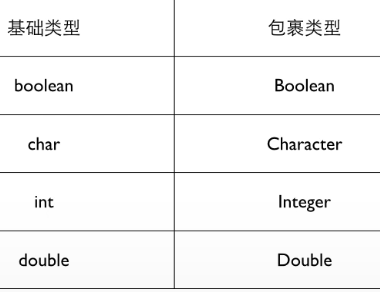 基础类型 包裹类型
boolean Boolean
char Character
int Integer
double Double